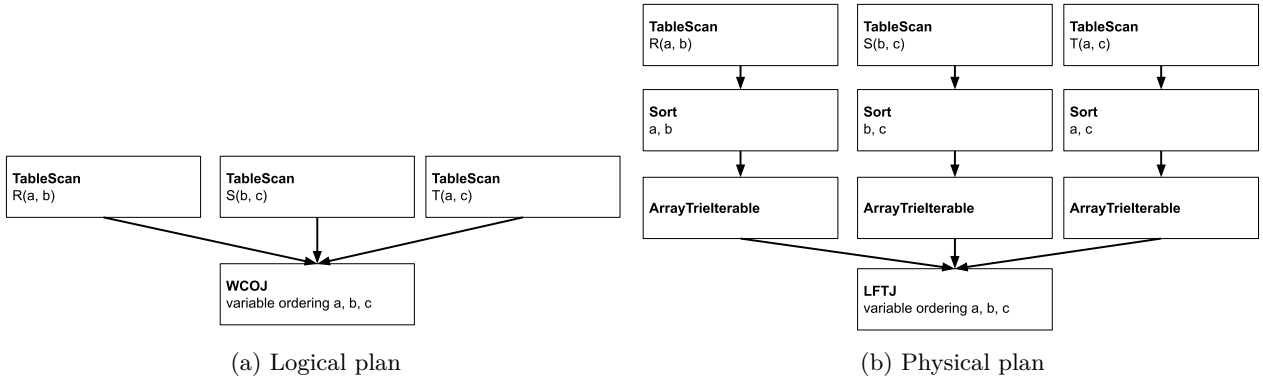 TableScan
R(a, b)
TableScan
S(b, c)
TableScan
T(a, c)
WCOJ
variable ordering a, b, c
(a) Logical plan
TableScan
R(a, b)
TableScan
S(b, c)
TableScan
T(a, c)
Sort
a, b
Sort
b, c
Sort
a, c
ArrayTrieIterable
ArrayTrieIterable
ArrayTrieIterable
LFTJ
variable ordering a, b, c
(b) Physical plan